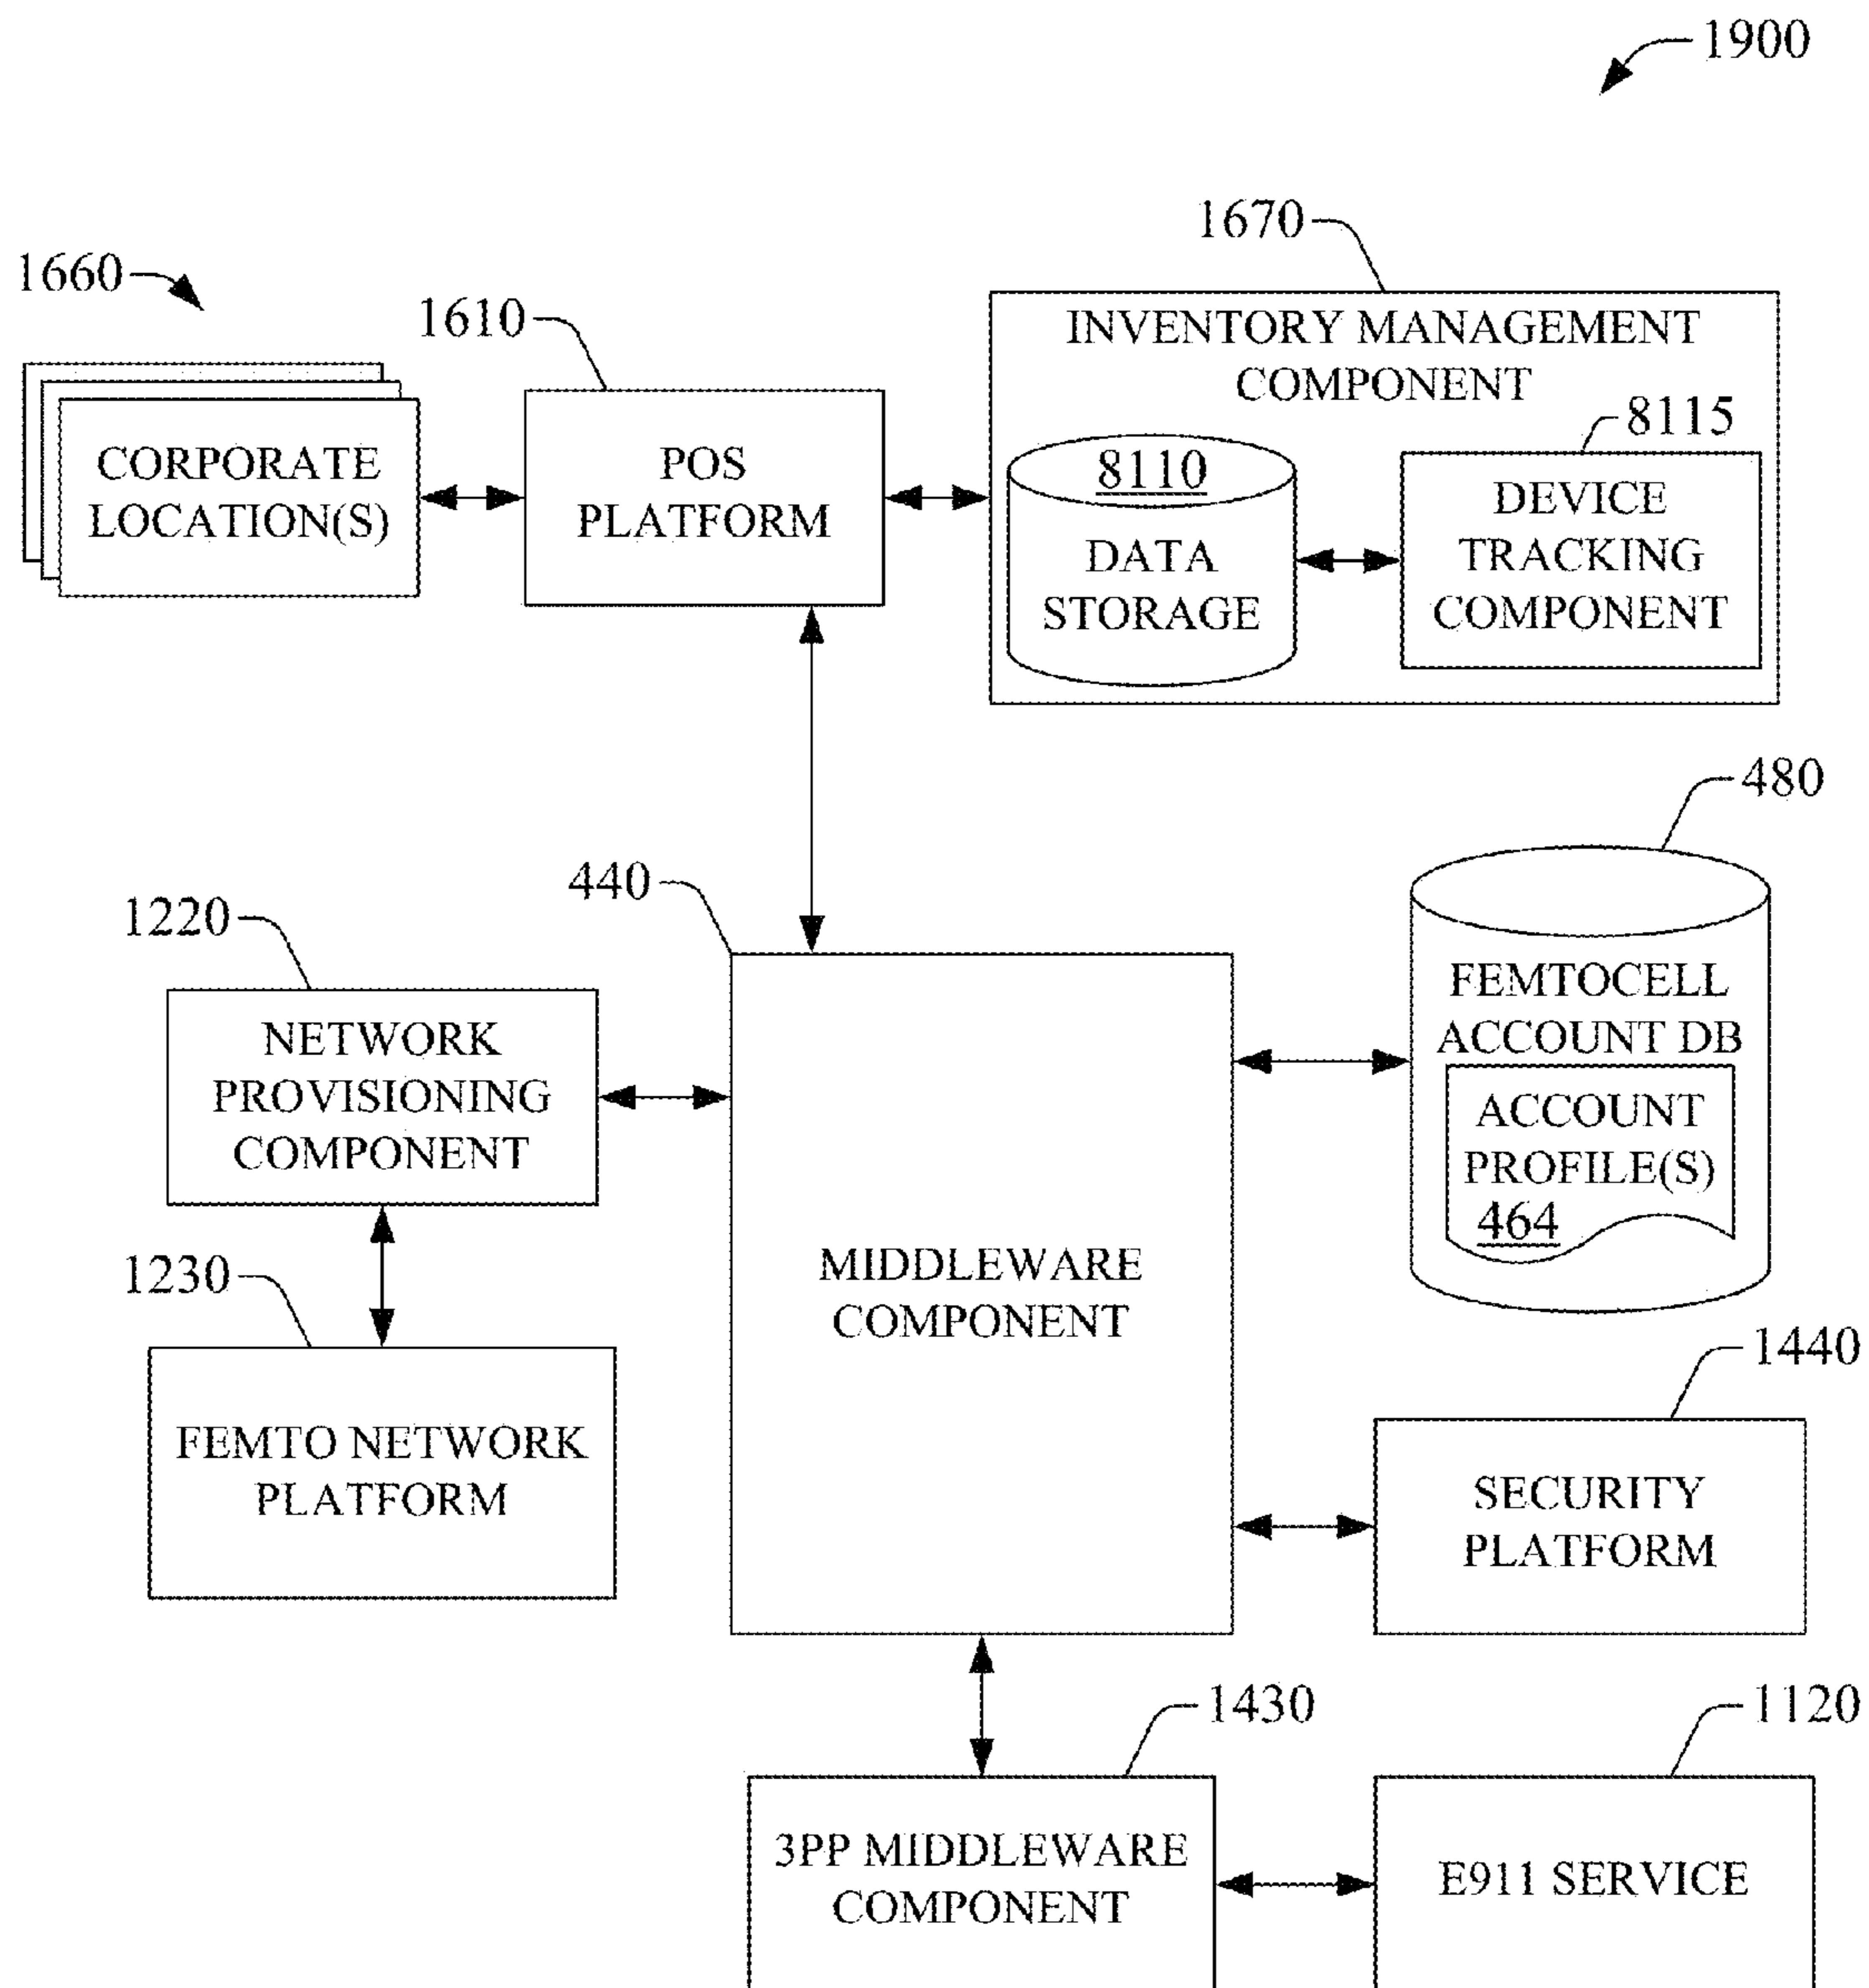 1900
1670
1660
1610
INVENTORY MANAGEMENT
COMPONENT
8115
CORPORATE
LOCATION(S)
POS
PLATFORM
8110
DATA
STORAGE
DEVICE
TRACKING
COMPONENT
480
440
1220
FEMTOCELL
ACCOUNT DB
NETWORK
PROVISIONING
COMPONENT
ACCOUNT
PROFILE(S)
464
1230
MIDDLEWARE
COMPONENT
1440
FEMTO NETWORK
PLATFORM
SECURITY
PLATFORM
1430
1120
3PP MIDDLEWARE
COMPONENT
E911 SERVICE